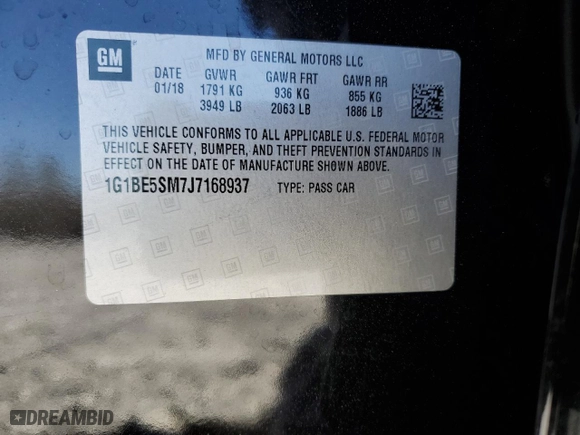 GM
MFD BY GENERAL MOTORS LLC
DATE GVWR GAWR FRT GAWR RR
01/18 1791 KG 936 KG 855 KG
3949 LB 2063 LB 1886 LB
THIS VEHICLE CONFORMS TO ALL APPLICABLE U.S. FEDERAL MOTOR
VEHICLE SAFETY, BUMPER, AND THEFT PREVENTION STANDARDS IN
EFFECT ON THE DATE OF MANUFACTURE SHOWN ABOVE.
1G1BE5SM7J7168937 TYPE: PASS CAR
DREAMBID